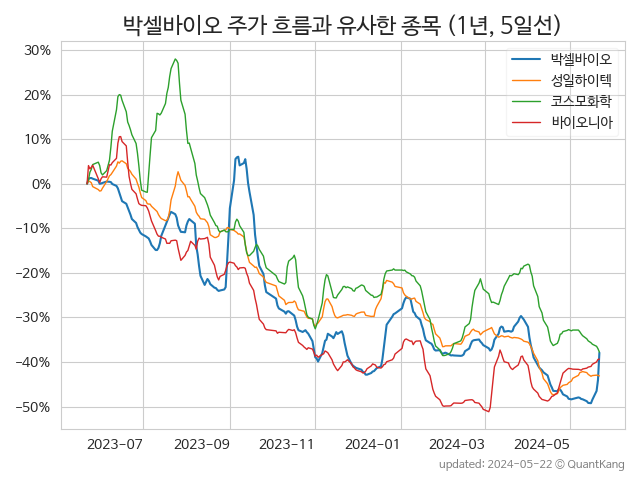 박셀바이오 주가 흐름과 유사한 종목 (1년, 5일선)
박셀바이오
성일하이텍
코스모화학
바이오니아
30%
20%
10%
0%
-10%
-20%
-30%
-40%
-50%
2023-07
2023-09
2023-11
2024-01
2024-03
2024-05
updated: 2024-05-22 © QuantKang